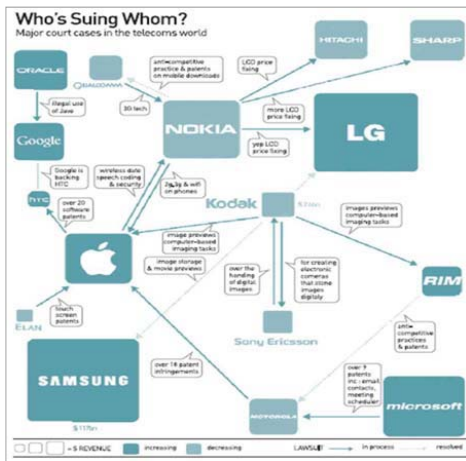 Who's Suing Whom?
Major court cases in the telecoms world
ORACLE
QUALCOMM
anti-competitive
practice & patents
on mobile downloads
LCD price
fixing
HITACHI
SHARP
illegal use
of Java
3G tech
NOKIA
more LCD
price fixing
LG
yep LCD
price fixing
Google
Google is
backing
HTC
wireless data
speech coding
& security
2g,3g & wifi
on phones
hTC
over 20
software
patents
Kodak
image previews
computer-based
imaging tasks
images previews
computer-based
imaging tasks
image storage
& movie previews
over the
handing
of digital
images
for creating
electronic
cameras
that store
images
digitaly
RIM
ELAN
touch
screen
patents
Sony Ericsson
anti-
competitive
practices
& patents
SAMSUNG
over 18 patent
infringements
over 9
patents
inc : email,
contacts,
meeting
scheduler
MOTOROLA
microsoft
$117bn
= $ REVENUE
increasing
decreasing
LAWSUIT
in process
resolved